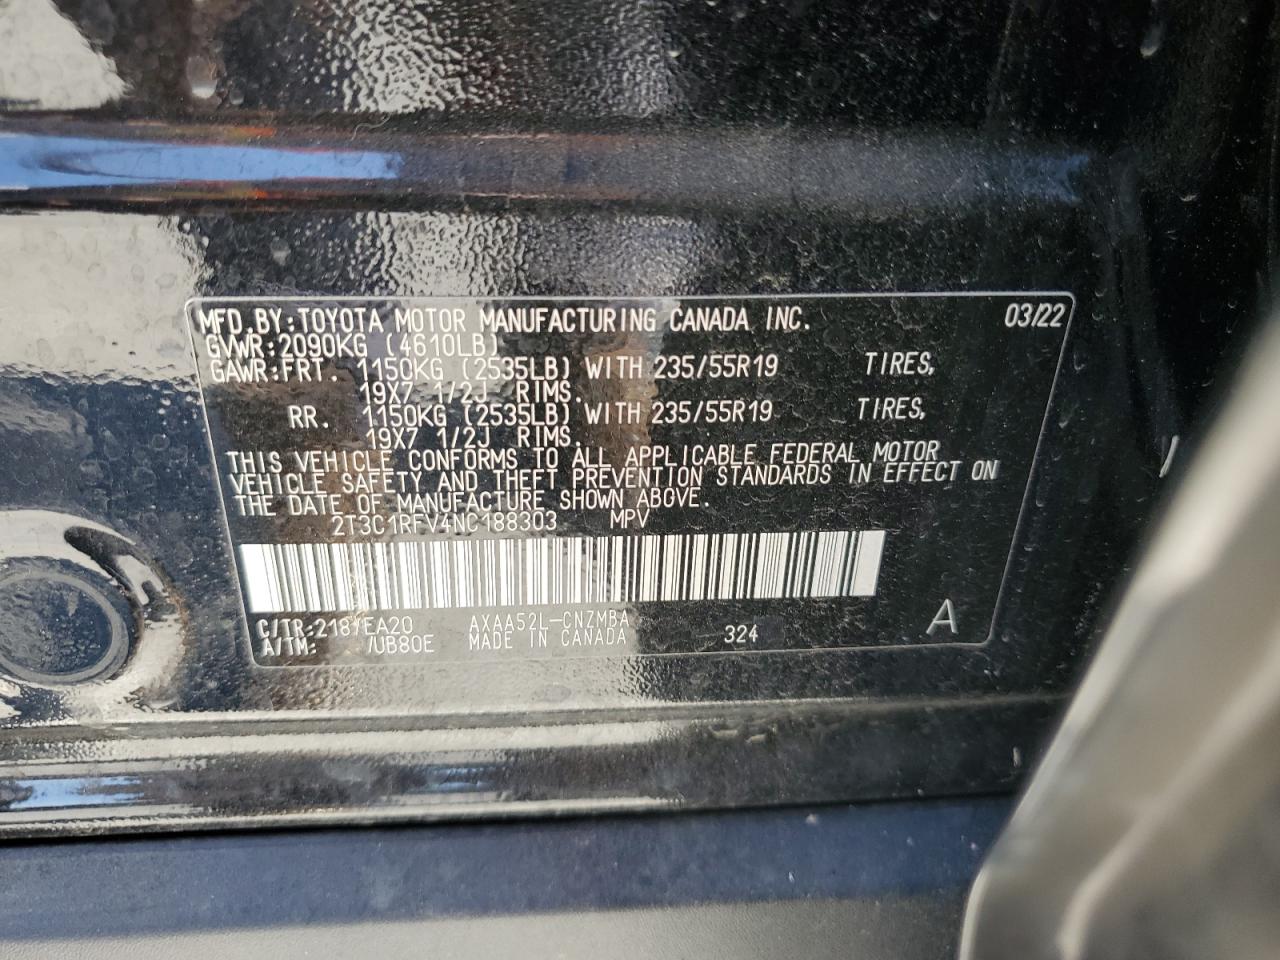 MFD.BY:TOYOTA MOTOR MANUFACTURING CANADA INC. 03/22
GVWR:2090KG (4610LB)
GAWR:FRT. 1150KG (2535LB) WITH 235/55R19 TIRES,
19X7 1/2J RIMS.
RR. 1150KG (2535LB) WITH 235/55R19 TIRES,
19X7 1/2J RIMS.
THIS VEHICLE CONFORMS TO ALL APPLICABLE FEDERAL MOTOR
VEHICLE SAFETY AND THEFT PREVENTION STANDARDS IN EFFECT ON
THE DATE OF MANUFACTURE SHOWN ABOVE.
2T3C1RFV4NC188303 MPV
C/TR:218/EA20 AXAA52L-CNZMBA
A/TM: /UB80E MADE IN CANADA 324 A